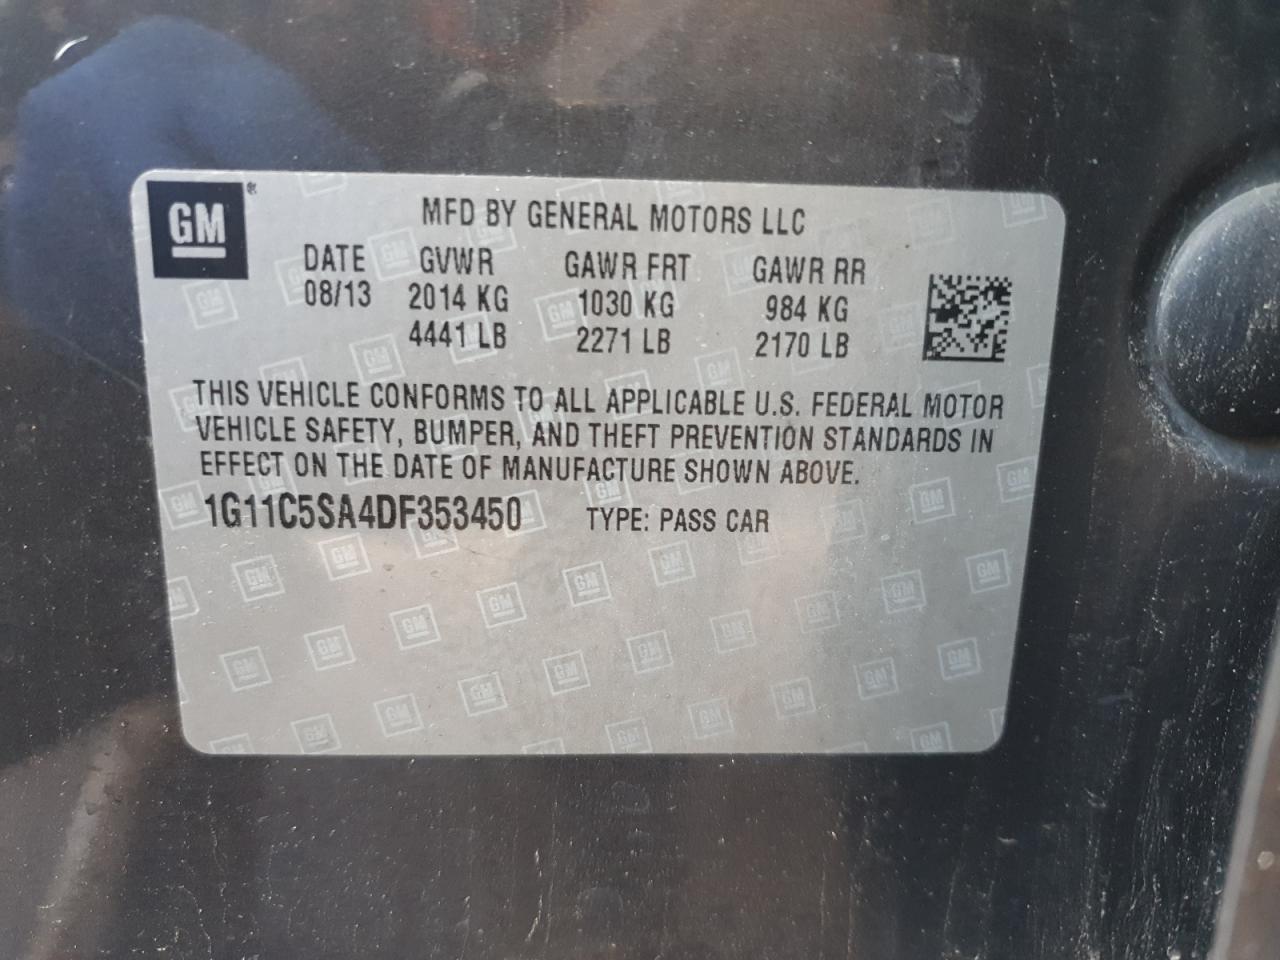 GM ®
MFD BY GENERAL MOTORS LLC
DATE GVWR GAWR FRT GAWR RR
08/13 2014 KG 1030 KG 984 KG
4441 LB 2271 LB 2170 LB
THIS VEHICLE CONFORMS TO ALL APPLICABLE U.S. FEDERAL MOTOR
VEHICLE SAFETY, BUMPER, AND THEFT PREVENTION STANDARDS IN
EFFECT ON THE DATE OF MANUFACTURE SHOWN ABOVE.
1G11C5SA4DF353450 TYPE: PASS CAR